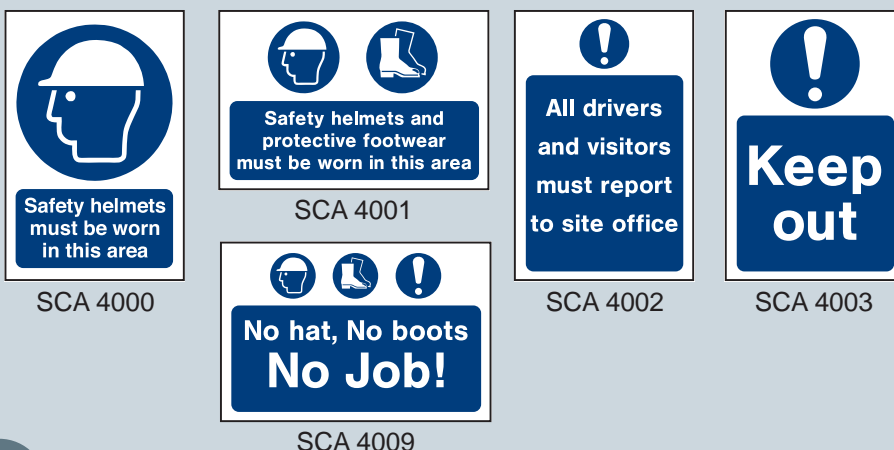 Safety helmets
must be worn
in this area
SCA 4000
Safety helmets and
protective footwear
must be worn in this area
SCA 4001
No hat, No boots
No Job!
SCA 4009
All drivers
and visitors
must report
to site office
SCA 4002
Keep
out
SCA 4003